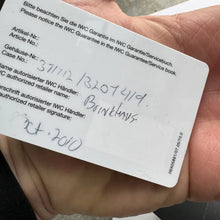 Bitte beachten Sie die IWC Garantie im IWC Garantie/Servicebuch.
Please notice the IWC Guarantee in the IWC Guarantee/Service book.
Artikel-Nr.:
Article No.:
Gehäuse-Nr.:
Case No.: 371712 / 3207419.
Name autorisierter IWC Händler:
IWC authorized retailer name: Brinkhaus.
Unterschrift autorisierter IWC Händler:
authorized retailer signature:
Oct. 2010